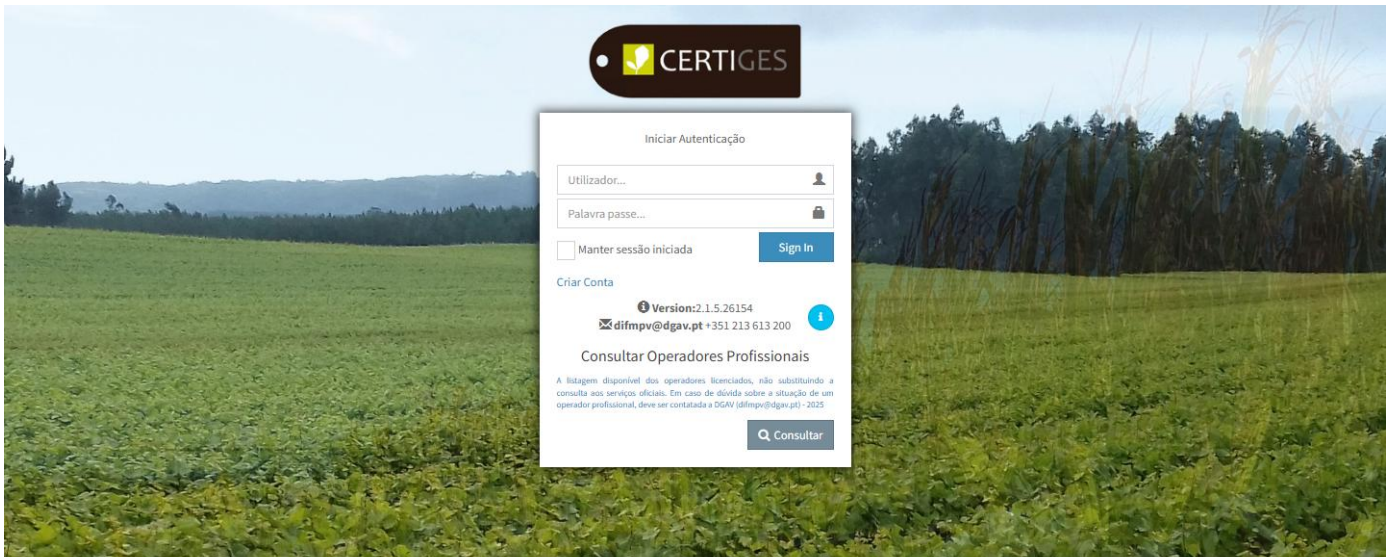 CERTIGES
Iniciar Autenticação
Utilizador...
Palavra passe...
Manter sessão iniciada
Sign In
Criar Conta
Version:2.1.5.26154
difmpv@dgav.pt +351 213 613 200
Consultar Operadores Profissionais
A listagem disponível dos operadores licenciados, não substituindo a
consulta aos serviços oficiais. Em caso de dúvida sobre a situação de um
operador profissional, deve ser contatada a DGAV (difmpv@dgav.pt) - 2025
Consultar